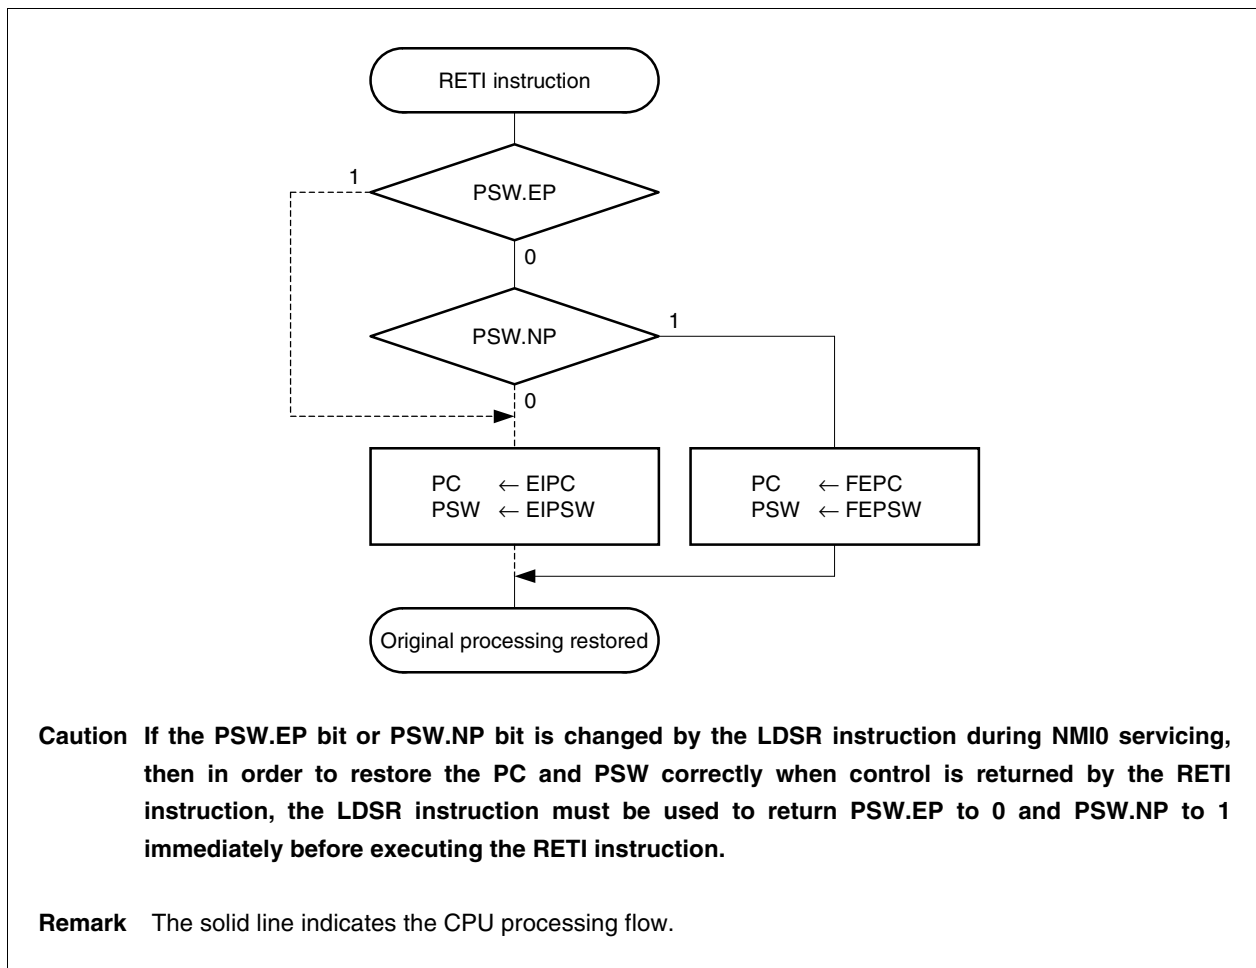 RETI instruction
1
PSW.EP
0
PSW.NP
1
0
PC ← EIPC
PSW ← EIPSW
PC ← FEPC
PSW ← FEPSW
Original processing restored
Caution If the PSW.EP bit or PSW.NP bit is changed by the LDSR instruction during NMI0 servicing,
then in order to restore the PC and PSW correctly when control is returned by the RETI
instruction, the LDSR instruction must be used to return PSW.EP to 0 and PSW.NP to 1
immediately before executing the RETI instruction.
Remark The solid line indicates the CPU processing flow.